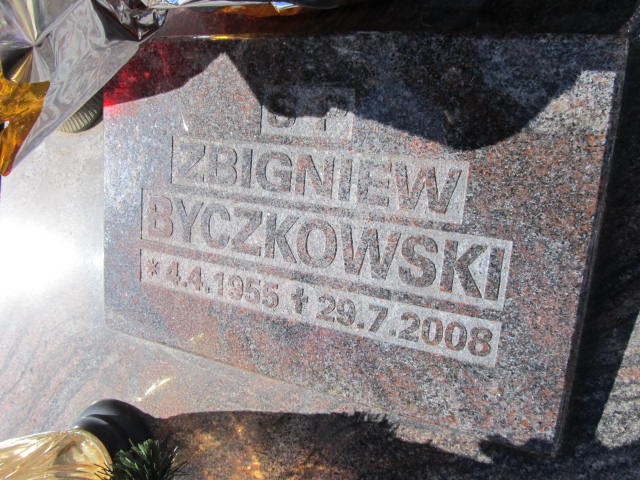 Ś P
ZBIGNIEW
BYCZKOWSKI
* 4.4.1955 † 29.7.2008